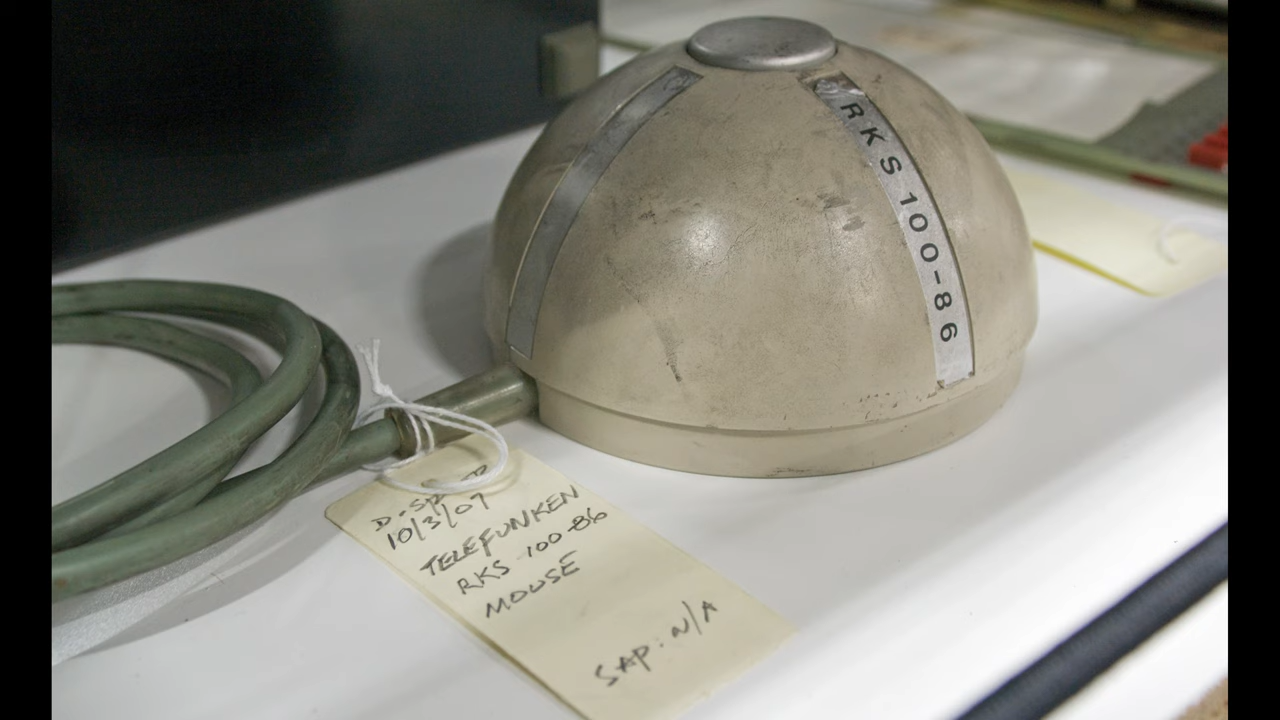 RKS 100-86
10/3/07
TELEFUNKEN
RKS 100-86
MOUSE
SAP: N/A